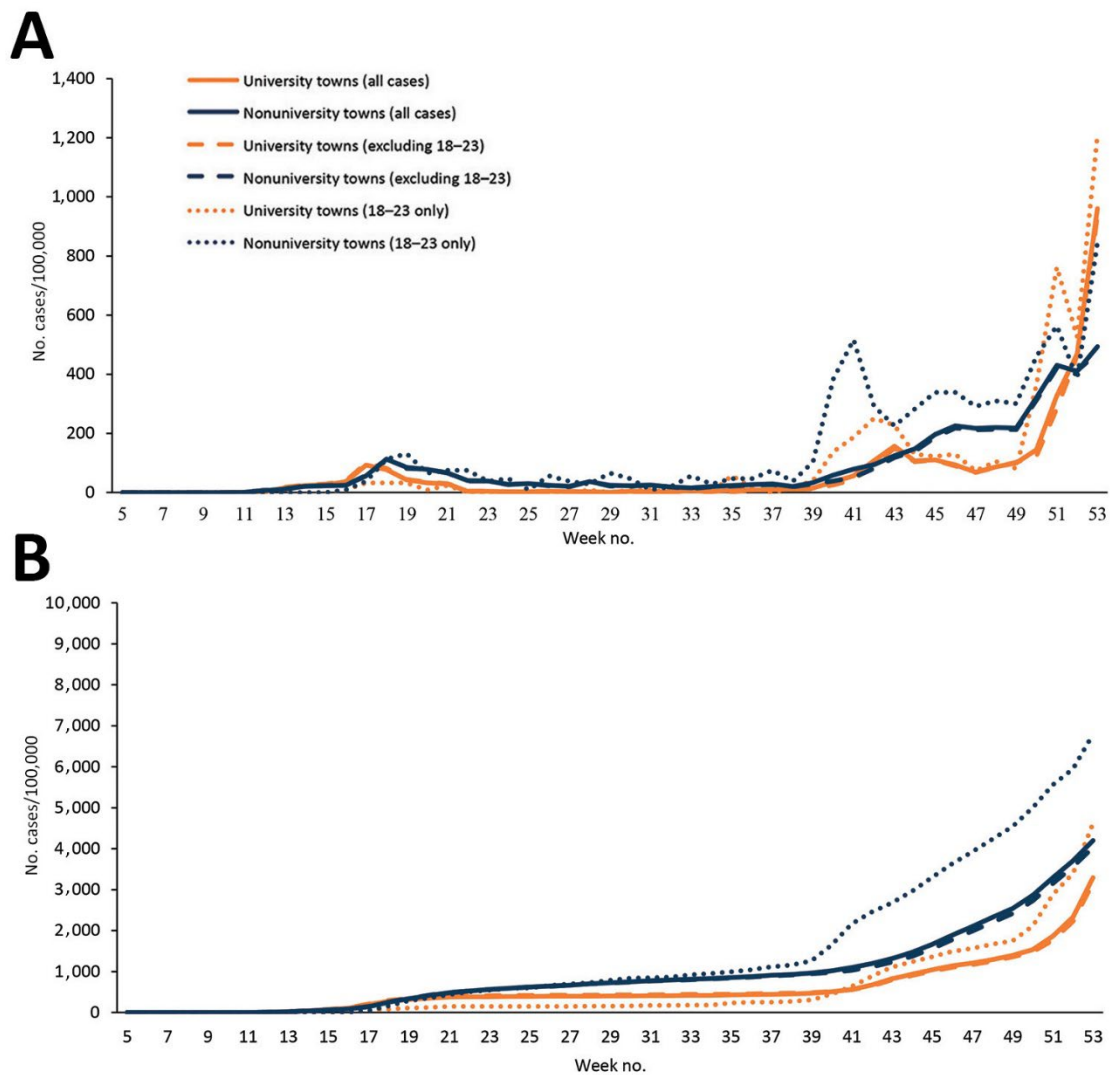 A
1,400
1,200
1,000
800
600
400
200
0
No. cases/100,000
University towns (all cases)
Nonuniversity towns (all cases)
University towns (excluding 18–23)
Nonuniversity towns (excluding 18–23)
University towns (18–23 only)
Nonuniversity towns (18–23 only)
5 7 9 11 13 15 17 19 21 23 25 27 29 31 33 35 37 39 41 43 45 47 49 51 53
Week no.
B
10,000
9,000
8,000
7,000
6,000
5,000
4,000
3,000
2,000
1,000
0
No. cases/100,000
5 7 9 11 13 15 17 19 21 23 25 27 29 31 33 35 37 39 41 43 45 47 49 51 53
Week no.